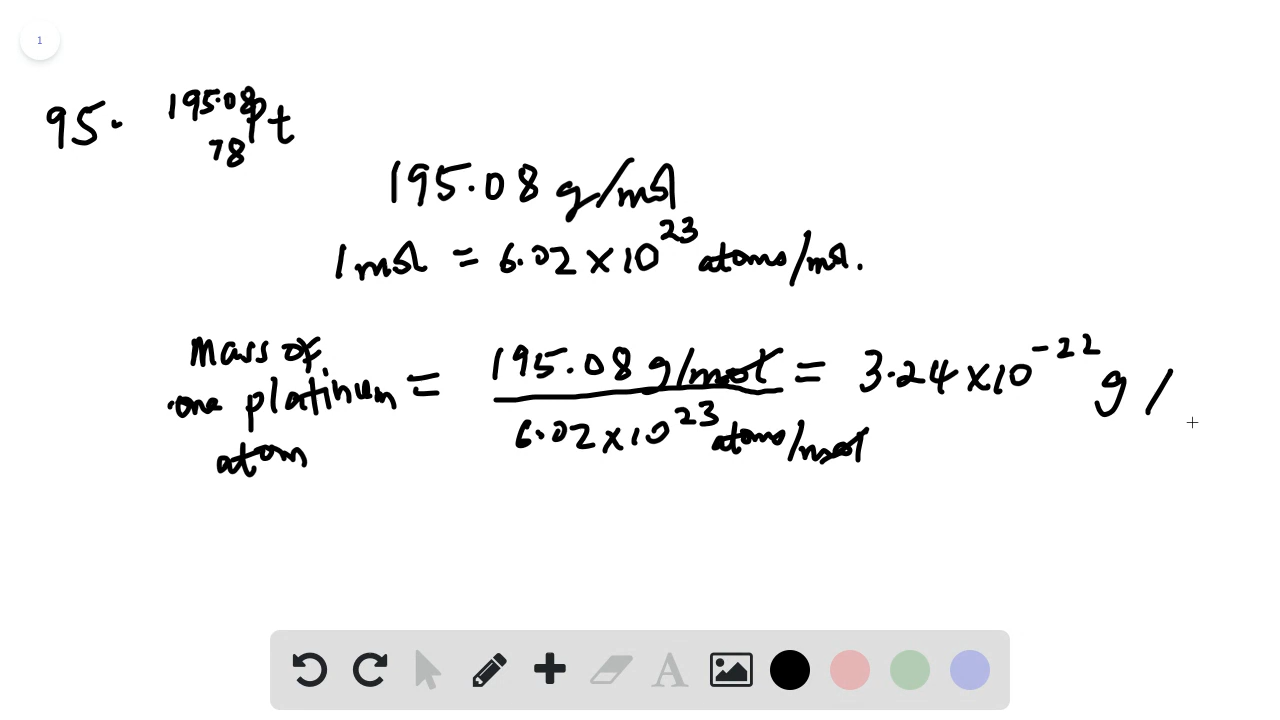 1
95. 195.08 78 Pt
195.08 g/mol
1 mol = 6.02 × 10^23 atoms/mol.
Mass of one platinum atom = 195.08 g/mol / 6.02 × 10^23 atoms/mol = 3.24 × 10^-22 g /
A